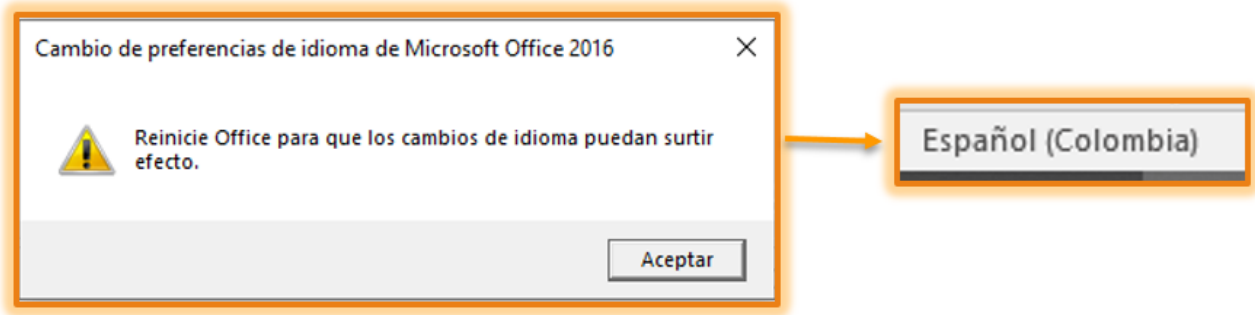 Cambio de preferencias de idioma de Microsoft Office 2016
Reinicie Office para que los cambios de idioma puedan surtir
efecto.
Aceptar
Español (Colombia)